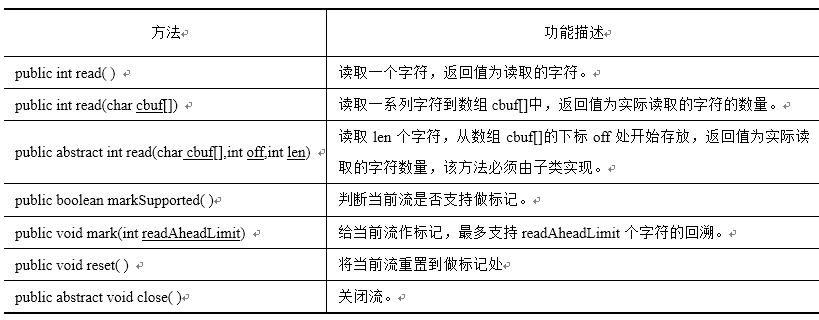 方法 功能描述
public int read( ) 读取一个字符，返回值为读取的字符。
public int read(char cbuf[]) 读取一系列字符到数组 cbuf[]中，返回值为实际读取的字符的数量。
public abstract int read(char cbuf[],int off,int len) 读取 len 个字符，从数组 cbuf[]的下标 off 处开始存放，返回值为实际读
取的字符数量，该方法必须由子类实现。
public boolean markSupported( ) 判断当前流是否支持做标记。
public void mark(int readAheadLimit) 给当前流作标记，最多支持 readAheadLimit 个字符的回溯。
public void reset( ) 将当前流重置到做标记处
public abstract void close( ) 关闭流。